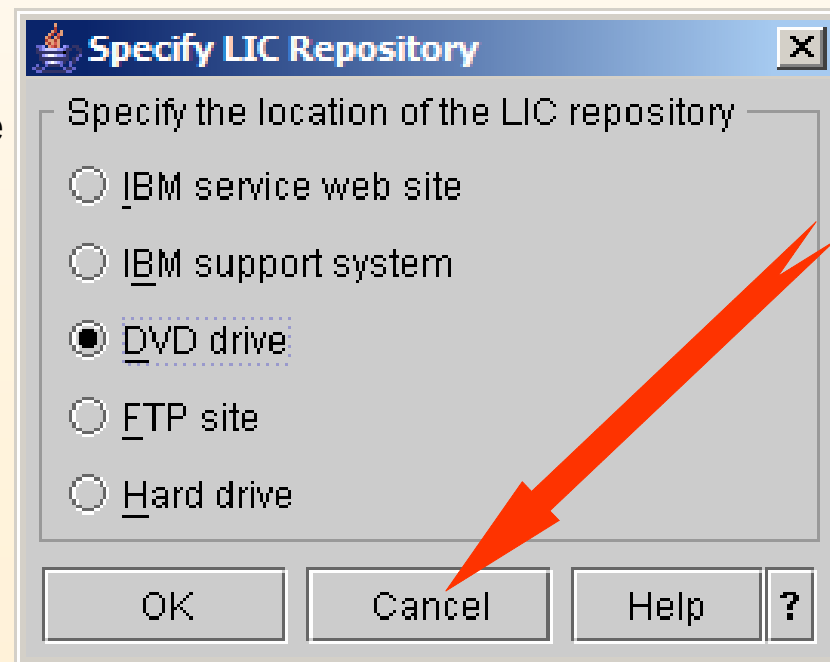 Specify LIC Repository
Specify the location of the LIC repository
IBM service web site
IBM support system
DVD drive
FTP site
Hard drive
OK Cancel Help ?